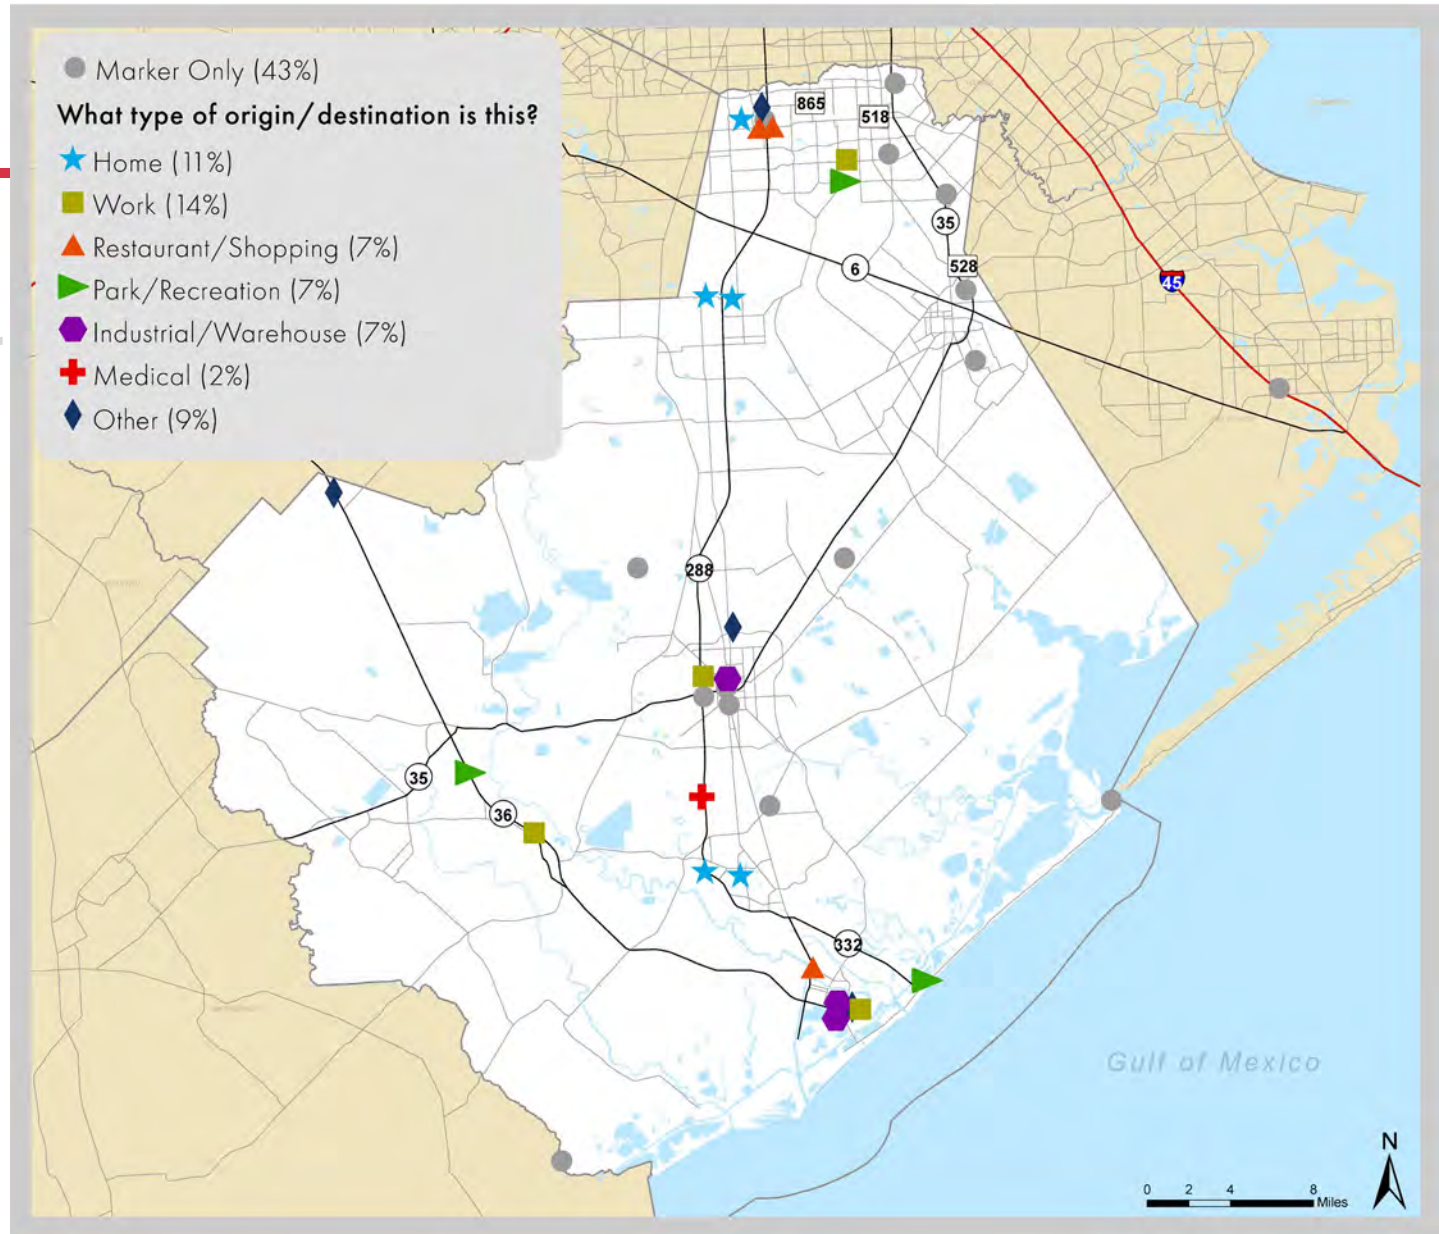 Marker Only (43%)
What type of origin/destination is this?
Home (11%)
Work (14%)
Restaurant/Shopping (7%)
Park/Recreation (7%)
Industrial/Warehouse (7%)
Medical (2%)
Other (9%)
865
518
35
528
6
45
288
35
36
332
Gulf of Mexico
N
0 2 4 8
Miles